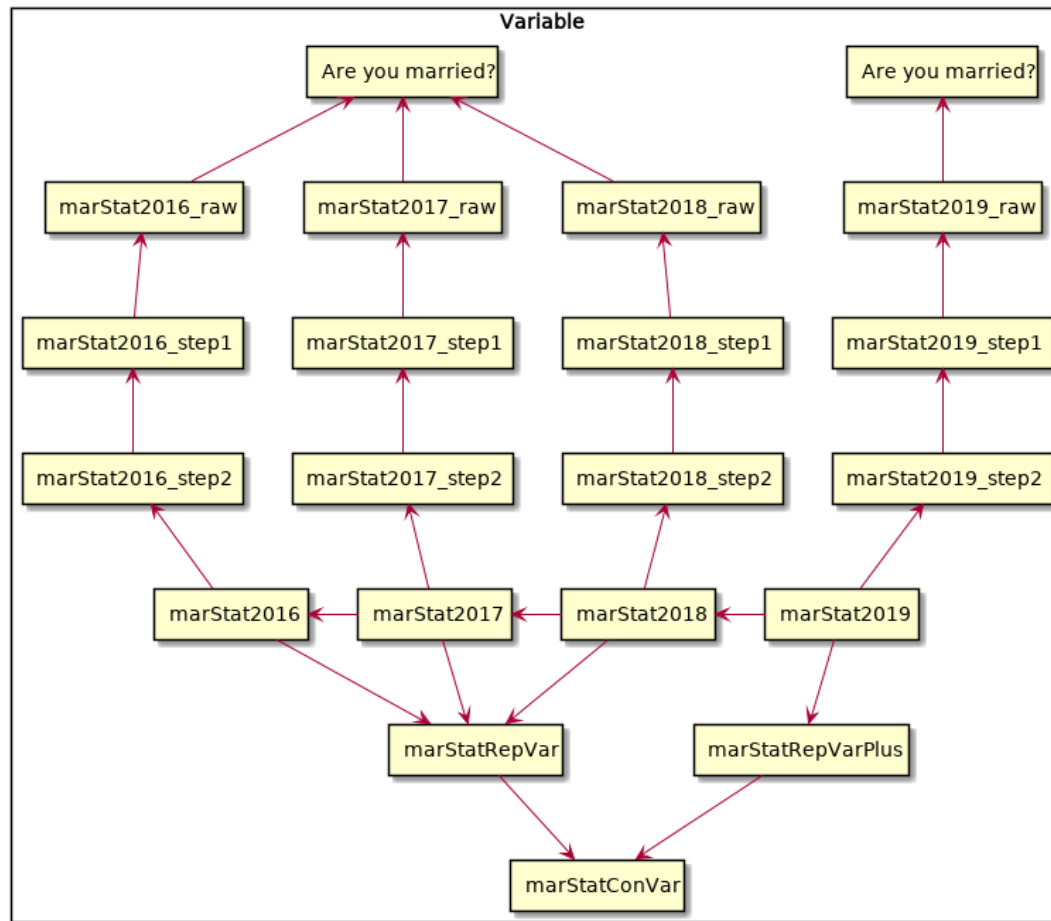 Variable
Are you married?
Are you married?
marStat2016_raw
marStat2017_raw
marStat2018_raw
marStat2019_raw
marStat2016_step1
marStat2017_step1
marStat2018_step1
marStat2019_step1
marStat2016_step2
marStat2017_step2
marStat2018_step2
marStat2019_step2
marStat2016
marStat2017
marStat2018
marStat2019
marStatRepVar
marStatRepVarPlus
marStatConVar